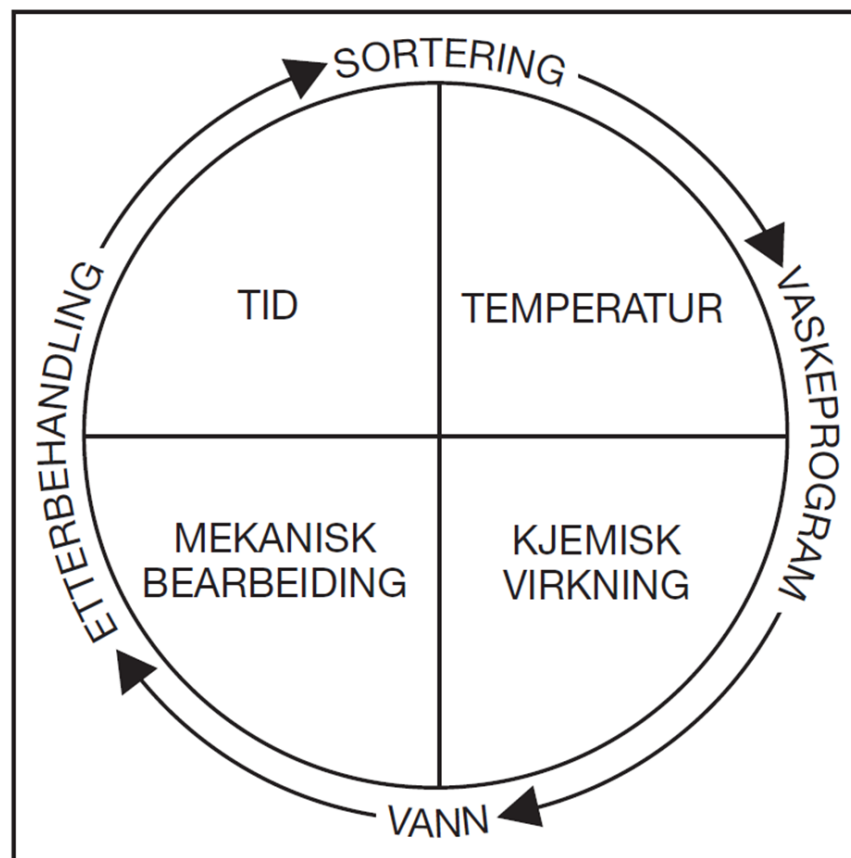 SORTERING
TID
TEMPERATUR
VASKEPROGRAM
ETTERBEHANDLING
MEKANISK
BEARBEIDING
KJEMISK
VIRKNING
VANN